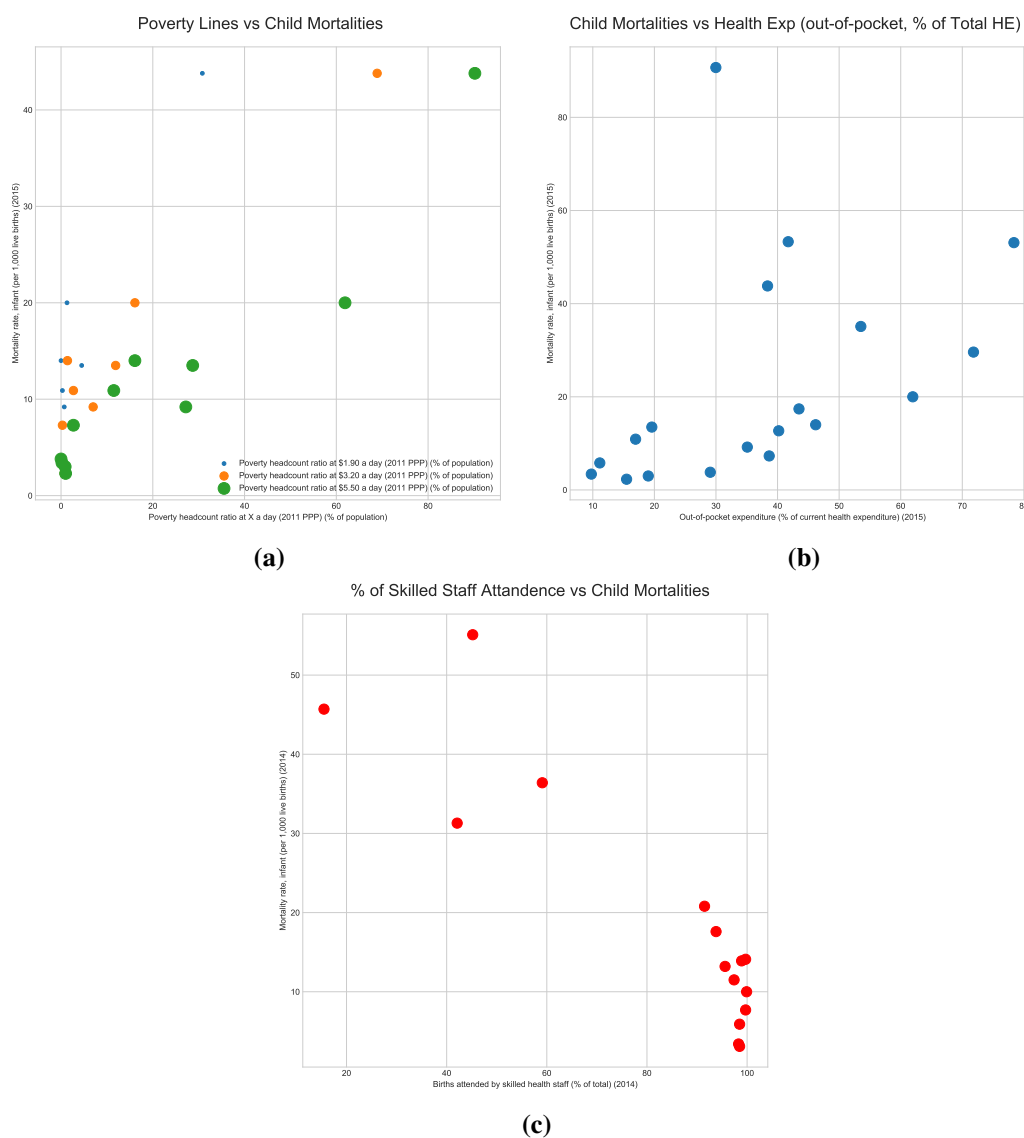 Poverty Lines vs Child Mortalities
Mortality rate, infant (per 1,000 live births) (2015)
40
30
20
10
0
Poverty headcount ratio at $1.90 a day (2011 PPP) (% of population)
Poverty headcount ratio at $3.20 a day (2011 PPP) (% of population)
Poverty headcount ratio at $5.50 a day (2011 PPP) (% of population)
0 20 40 60 80
Poverty headcount ratio at X a day (2011 PPP) (% of population)
(a)
Child Mortalities vs Health Exp (out-of-pocket, % of Total HE)
Mortality rate, infant (per 1,000 live births) (2015)
80
60
40
20
0
10 20 30 40 50 60 70 8
Out-of-pocket expenditure (% of current health expenditure) (2015)
(b)
% of Skilled Staff Attandence vs Child Mortalities
Mortality rate, infant (per 1,000 live births) (2014)
50
40
30
20
10
20 40 60 80 100
Births attended by skilled health staff (% of total) (2014)
(c)